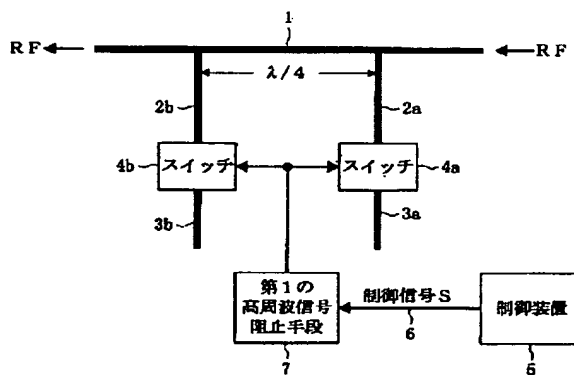 1
RF
RF
λ/4
2b
2a
4b
スイッチ
スイッチ
4a
3b
3a
第1の
高周波信号
阻止手段
制御信号S
制御装置
6
7
5